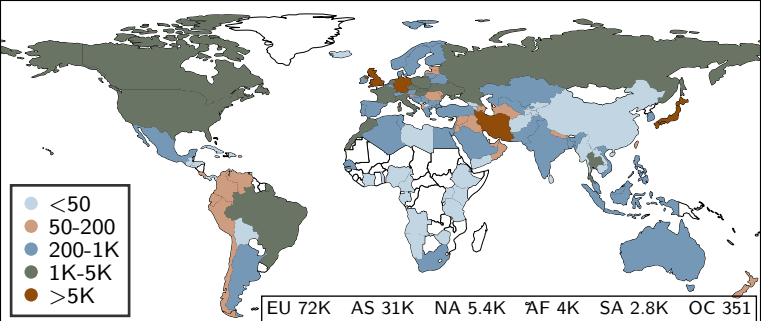 <50
50-200
200-1K
1K-5K
>5K
EU 72K AS 31K NA 5.4K AF 4K SA 2.8K OC 351